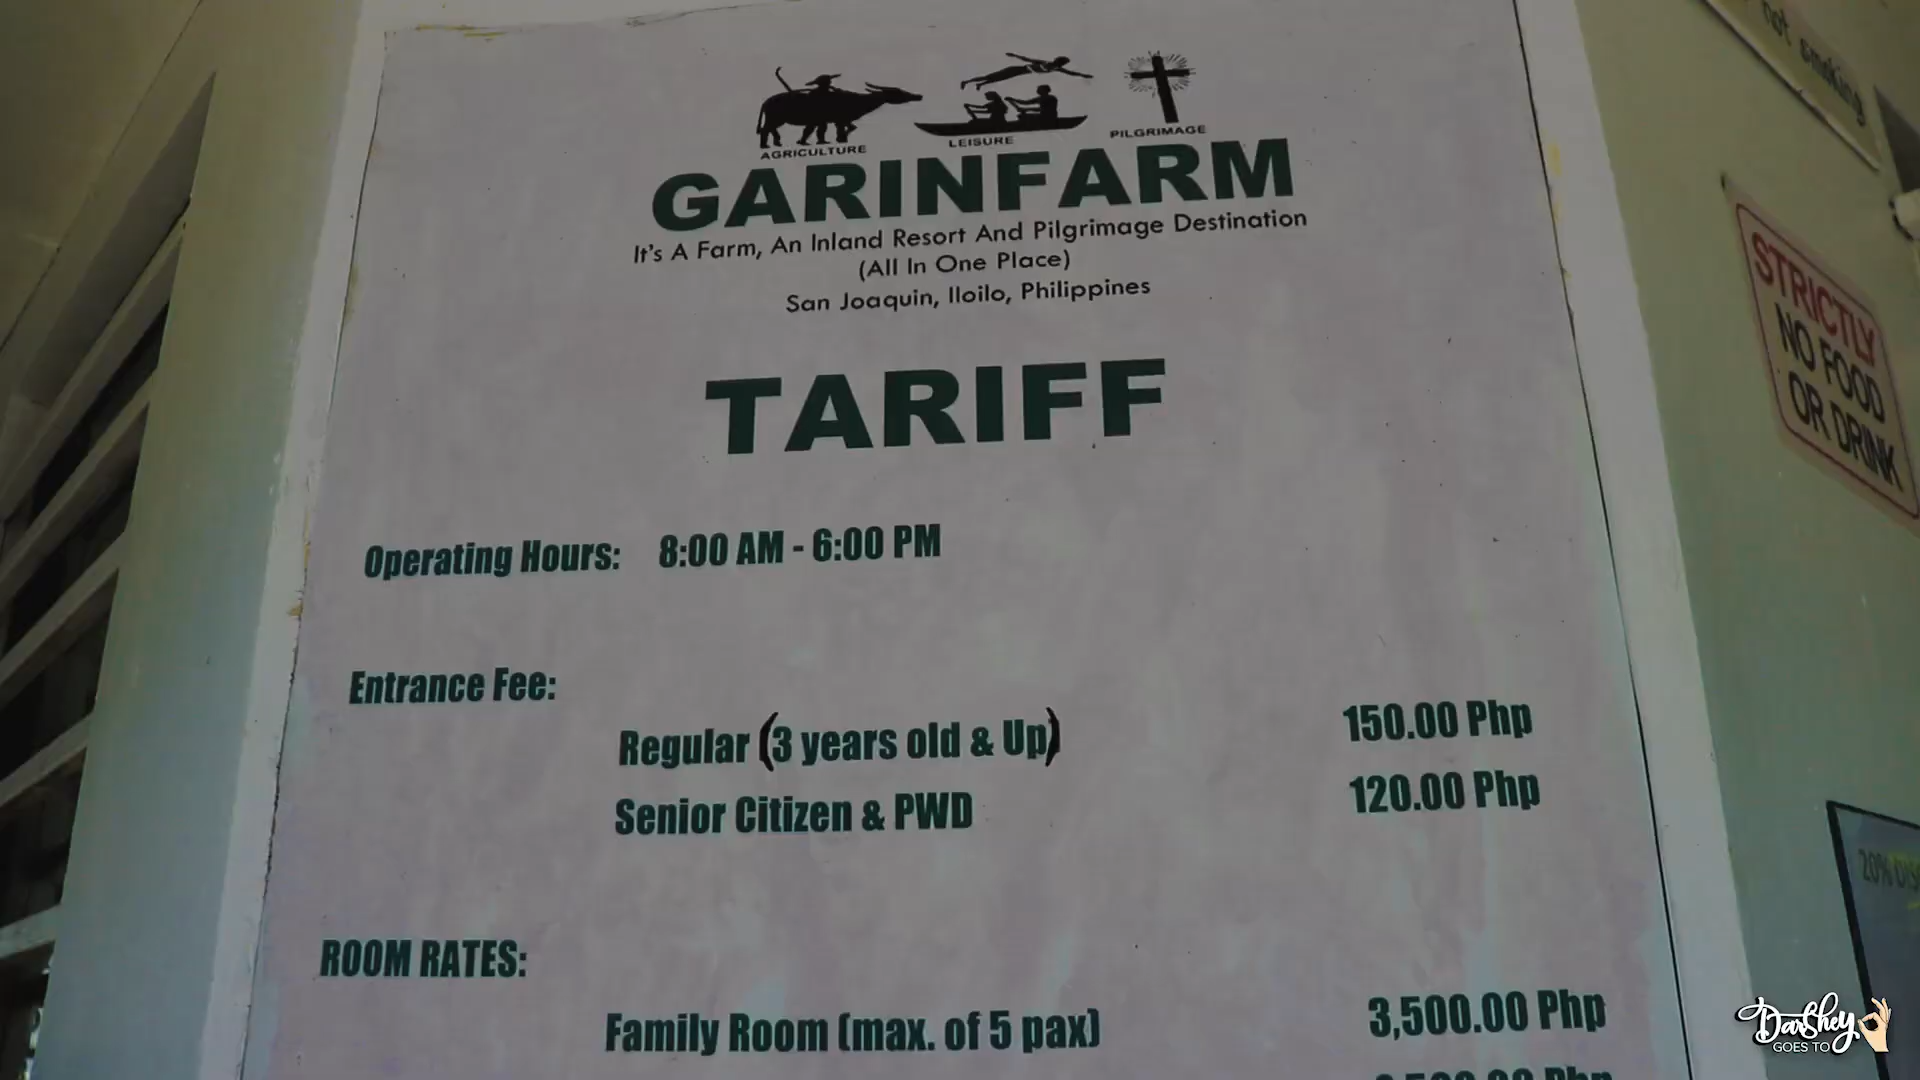 AGRICULTURE
LEISURE
PILGRIMAGE
GARINFARM
It's A Farm, An Inland Resort And Pilgrimage Destination
(All In One Place)
San Joaquin, Iloilo, Philippines
TARIFF
Operating Hours: 8:00 AM - 6:00 PM
Entrance Fee:
Regular (3 years old & Up) 150.00 Php
Senior Citizen & PWD 120.00 Php
ROOM RATES:
Family Room (max. of 5 pax) 3,500.00 Php
not smoking
STRICTLY
NO FOOD
OR DRINK
20%
Darshey
GOES TO